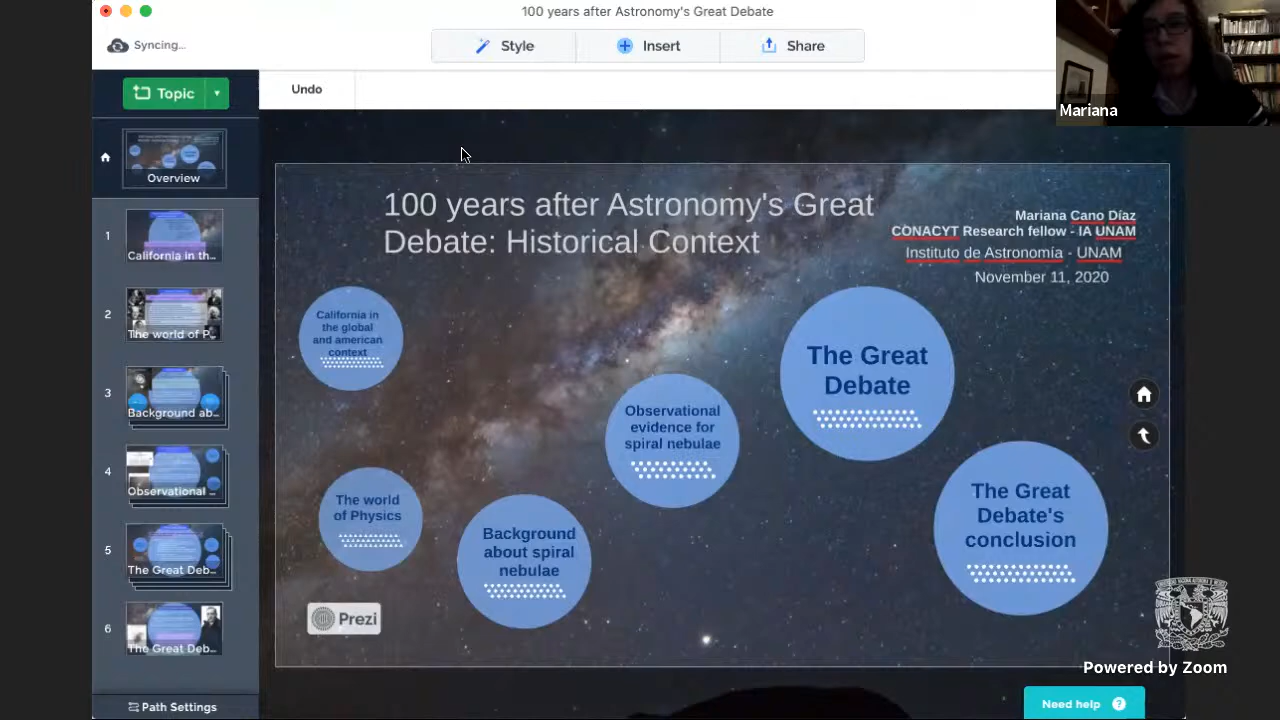 100 years after Astronomy's Great Debate
Syncing...
Style
Insert
Share
Topic
Undo
Mariana
Overview
1
California in th...
2
The world of P...
3
Background ab...
4
Observational ...
5
The Great Deb...
6
The Great Deb...
Path Settings
100 years after Astronomy's Great
Debate: Historical Context
Mariana Cano Díaz
CONACYT Research fellow - IA UNAM
Instituto de Astronomía - UNAM
November 11, 2020
California in
the global
and american
context
The world
of Physics
Background
about spiral
nebulae
Observational
evidence for
spiral nebulae
The Great
Debate
The Great
Debate's
conclusion
Prezi
Powered by Zoom
Need help ?